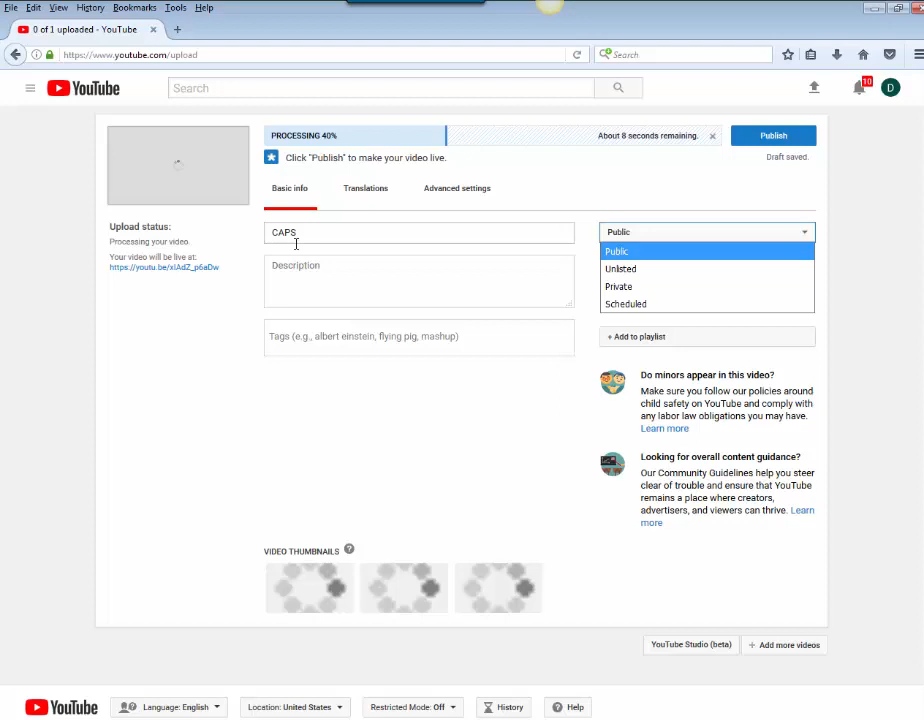 File Edit View History Bookmarks Tools Help
0 of 1 uploaded - YouTube
https://www.youtube.com/upload
Search
YouTube
Search
10
D
PROCESSING 40%
About 8 seconds remaining.
Publish
Click "Publish" to make your video live.
Draft saved.
Basic info
Translations
Advanced settings
Upload status:
Processing your video.
Your video will be live at:
https://youtu.be/xIAdZ_p6aDw
CAPS
Description
Tags (e.g., albert einstein, flying pig, mashup)
Public
Public
Unlisted
Private
Scheduled
+ Add to playlist
Do minors appear in this video?
Make sure you follow our policies around
child safety on YouTube and comply with
any labor law obligations you may have.
Learn more
Looking for overall content guidance?
Our Community Guidelines help you steer
clear of trouble and ensure that YouTube
remains a place where creators,
advertisers, and viewers can thrive. Learn
more
VIDEO THUMBNAILS ?
YouTube Studio (beta)
+ Add more videos
YouTube
Language: English
Location: United States
Restricted Mode: Off
History
? Help